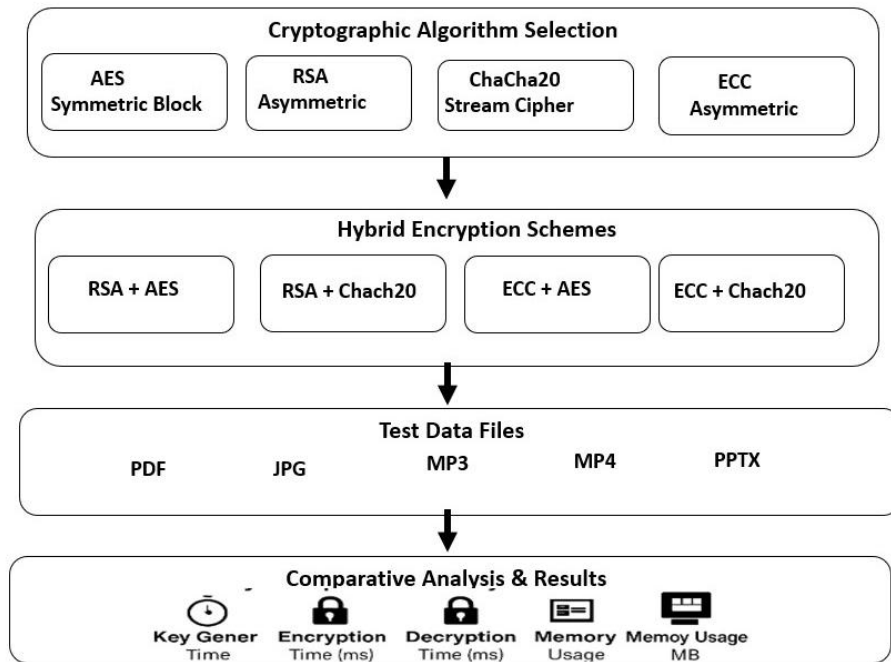 Cryptographic Algorithm Selection
AES
Symmetric Block
RSA
Asymmetric
ChaCha20
Stream Cipher
ECC
Asymmetric
Hybrid Encryption Schemes
RSA + AES
RSA + Chach20
ECC + AES
ECC + Chach20
Test Data Files
PDF
JPG
MP3
MP4
PPTX
Comparative Analysis & Results
Key Gener
Time
Encryption
Time (ms)
Decryption
Time (ms)
Memory
Usage
Memoy Usage
MB